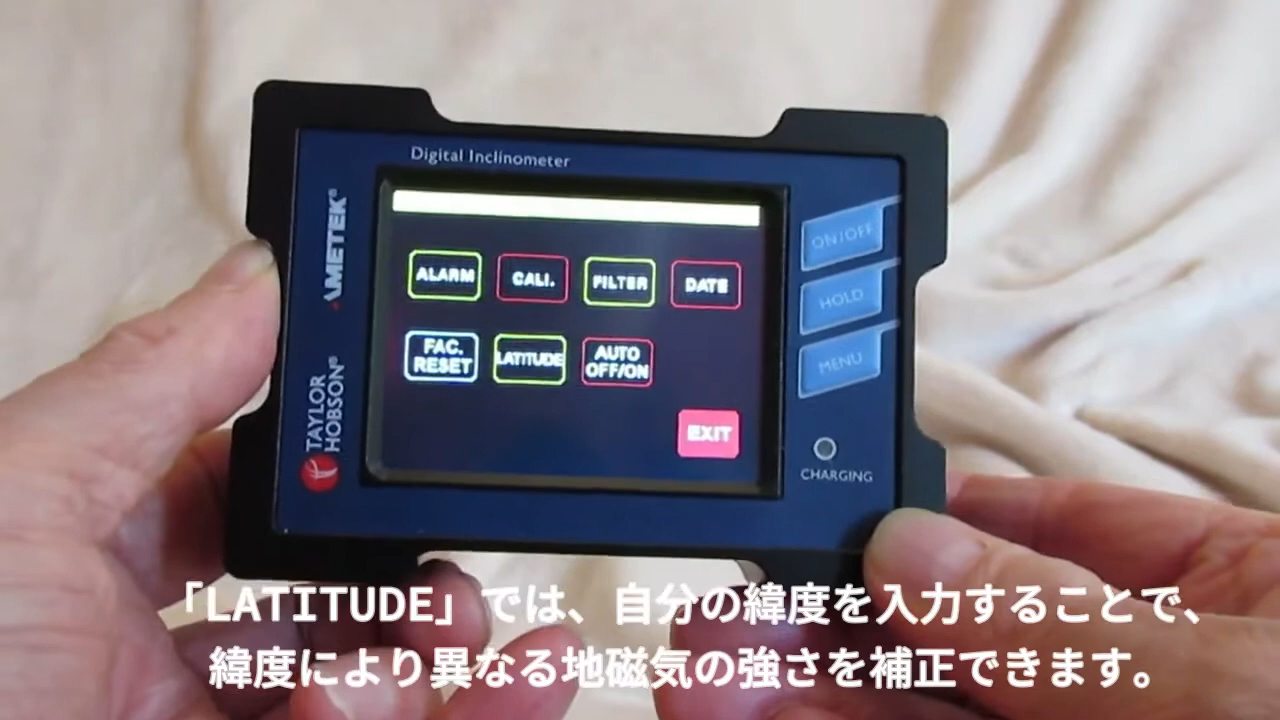 Digital Inclinometer
AMETEK®
TAYLOR
HOBSON®
ALARM
CALI.
FILTER
DATE
FAC.
RESET
LATITUDE
AUTO
OFF/ON
EXIT
ON/OFF
HOLD
MENU
CHARGING
「LATITUDE」では、自分の緯度を入力することで、
緯度により異なる地磁気の強さを補正できます。